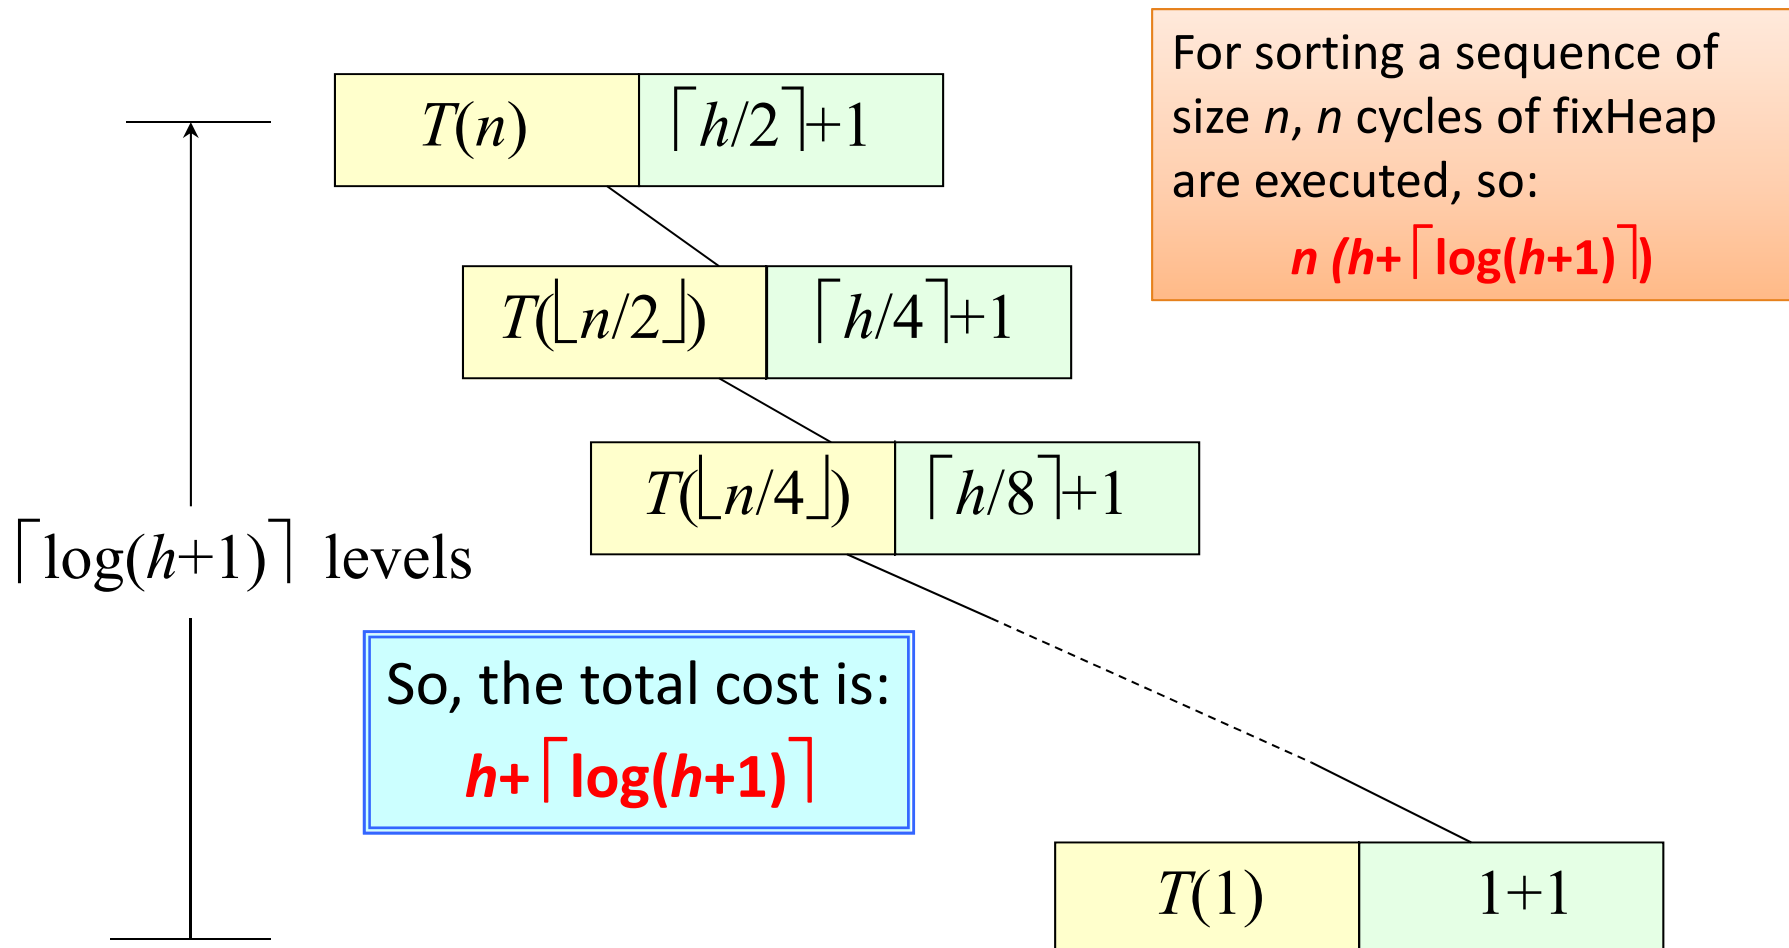 For sorting a sequence of
size n, n cycles of fixHeap
are executed, so:
n (h+⌈log(h+1)⌉)
T(n) ⌈h/2⌉+1
T(⌊n/2⌋) ⌈h/4⌉+1
T(⌊n/4⌋) ⌈h/8⌉+1
⌈log(h+1)⌉ levels
So, the total cost is:
h+⌈log(h+1)⌉
T(1) 1+1